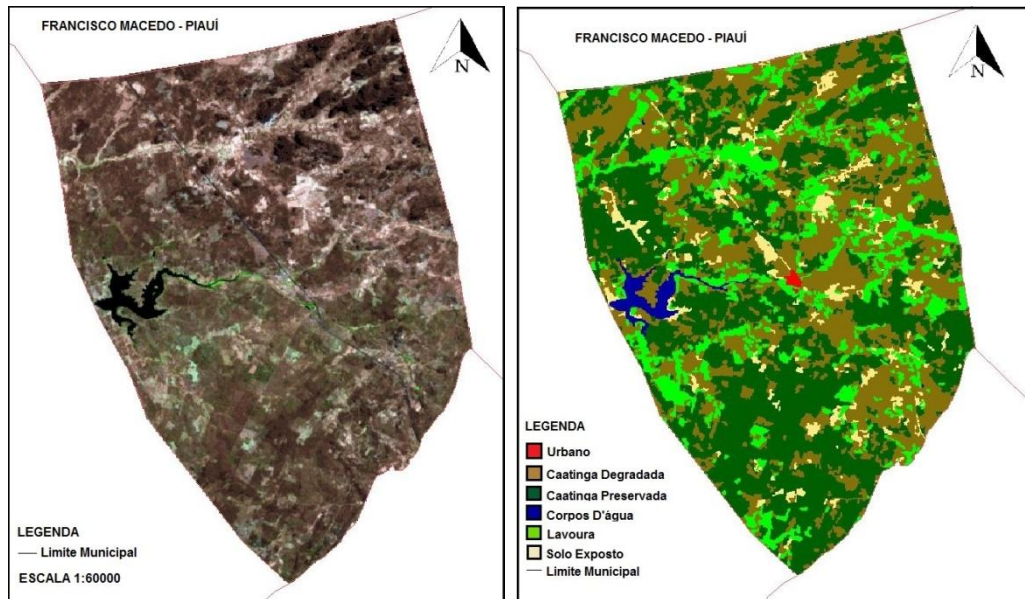 FRANCISCO MACEDO - PIAUÍ
N
LEGENDA
Limite Municipal
ESCALA 1:60000
FRANCISCO MACEDO - PIAUÍ
N
LEGENDA
Urbano
Caatinga Degradada
Caatinga Preservada
Corpos D'água
Lavoura
Solo Exposto
Limite Municipal